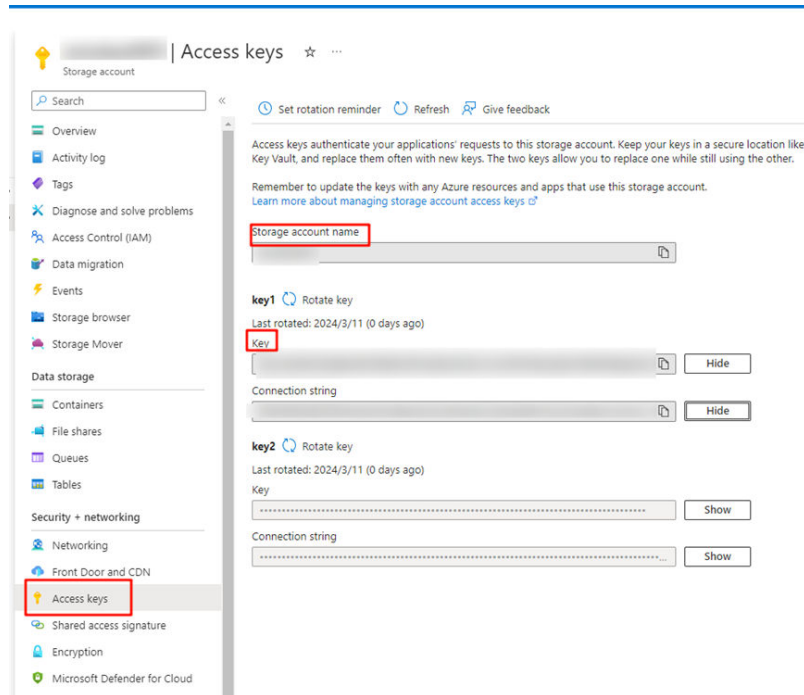 | Access keys ☆ ...
Storage account
Search «
Set rotation reminder Refresh Give feedback
Overview
Activity log
Tags
Diagnose and solve problems
Access Control (IAM)
Data migration
Events
Storage browser
Storage Mover
Data storage
Containers
File shares
Queues
Tables
Security + networking
Networking
Front Door and CDN
Access keys
Shared access signature
Encryption
Microsoft Defender for Cloud
Access keys authenticate your applications' requests to this storage account. Keep your keys in a secure location like
Key Vault, and replace them often with new keys. The two keys allow you to replace one while still using the other.
Remember to update the keys with any Azure resources and apps that use this storage account.
Learn more about managing storage account access keys
Storage account name
key1 Rotate key
Last rotated: 2024/3/11 (0 days ago)
Key
Hide
Connection string
Hide
key2 Rotate key
Last rotated: 2024/3/11 (0 days ago)
Key
Show
Connection string
Show